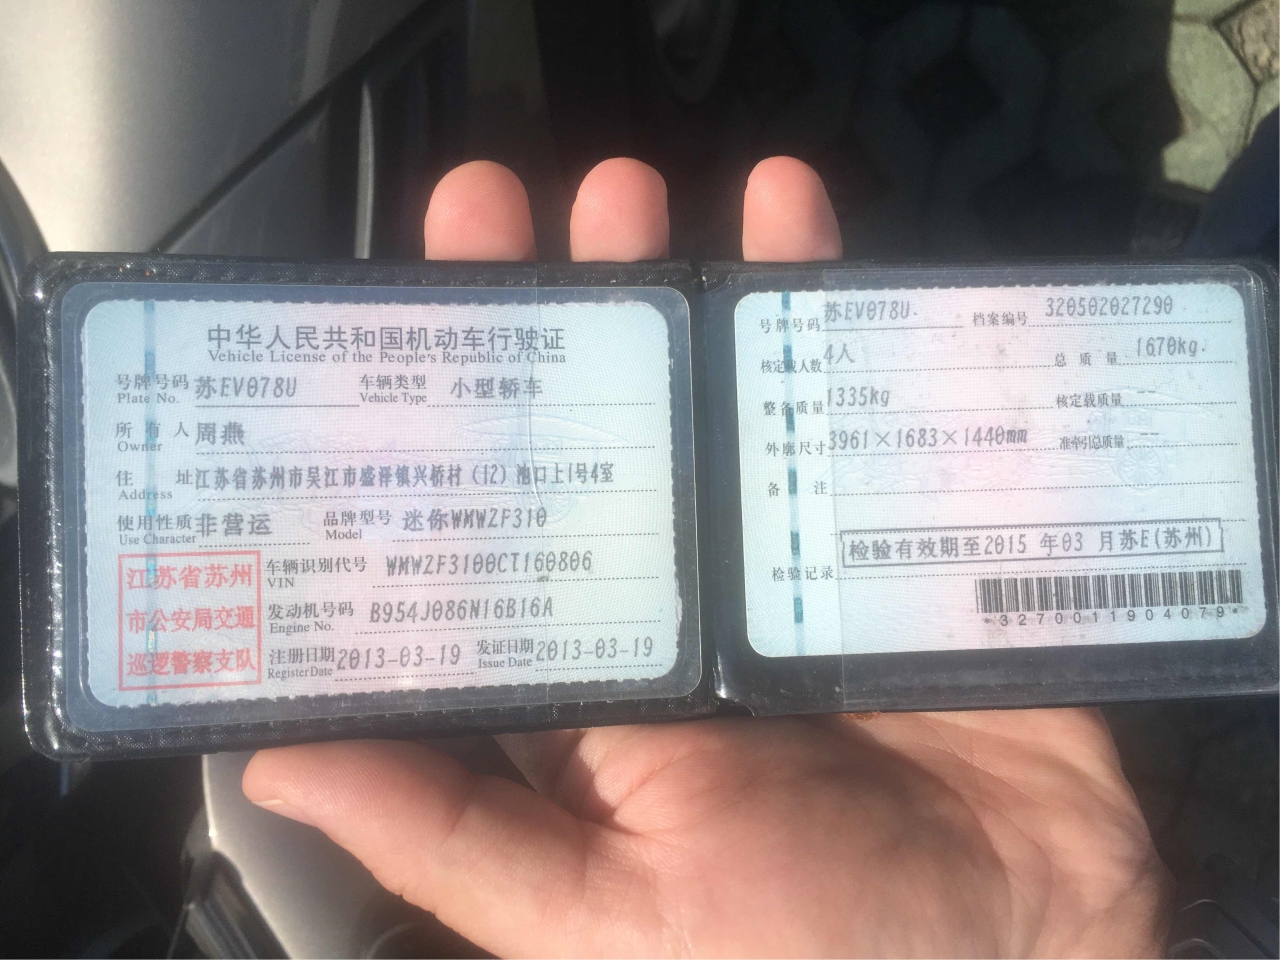 中华人民共和国机动车行驶证
Vehicle License of the People's Republic of China
号牌号码 苏EV078U 车辆类型 小型轿车
Plate No. Vehicle Type
所有人 周燕
Owner
住址 江苏省苏州市吴江市盛泽镇兴桥村(12)池口上1号4室
Address
使用性质 非营运 品牌型号 迷你WMWZF310
Use Character Model
江苏省苏州
市公安局交通
巡逻警察支队
车辆识别代号 WMWZF3100CT160806
VIN
发动机号码 B954J086N16B16A
Engine No.
注册日期 2013-03-19 发证日期 2013-03-19
Register Date Issue Date
号牌号码 苏EV078U. 档案编号 320502027290
核定载人数 4人 总质量 1670kg.
整备质量 1335kg 核定载质量 --
外廓尺寸 3961×1683×1440mm 准牵引总质量 --
备注
检验有效期至2015 年03 月苏E(苏州)
检验记录
*3270011904079*